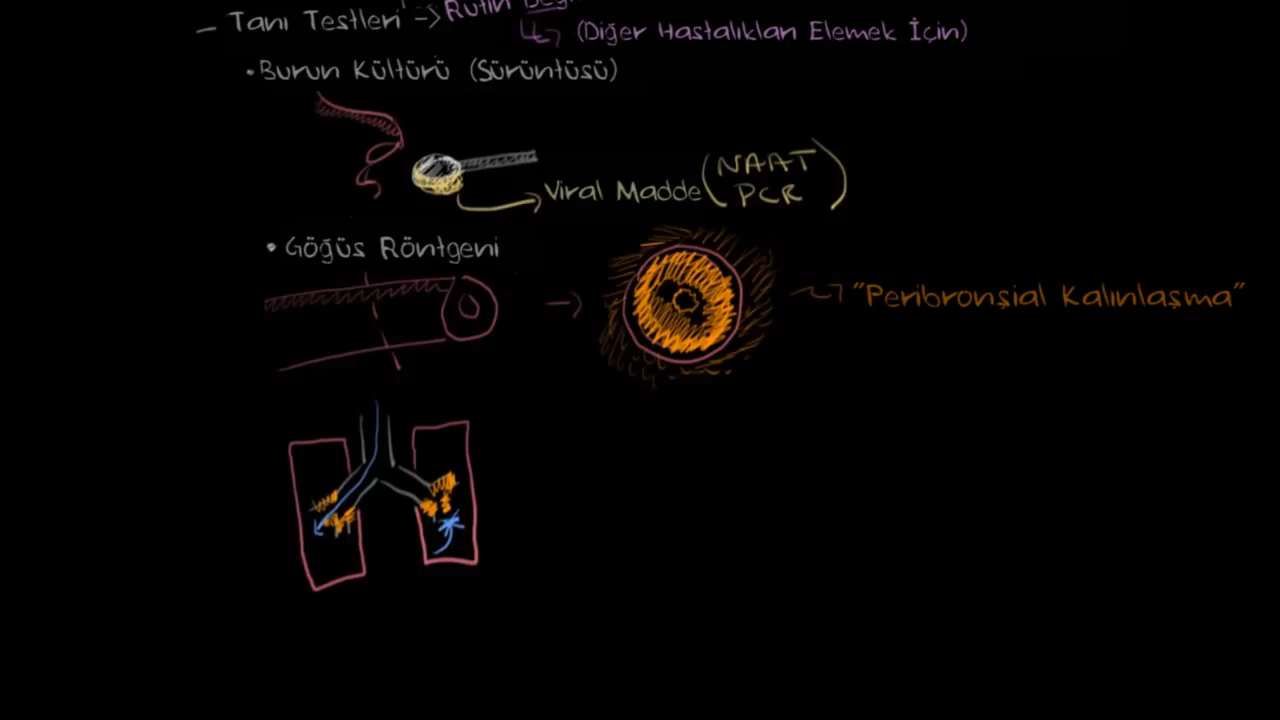 – Tanı Testleri -> Rutin
(Diğer Hastalıkları Elemek İçin)
• Burun Kültürü (Sürüntüsü)
Viral Madde (NAAT
PCR)
• Göğüs Röntgeni
"Peribronşial Kalınlaşma"